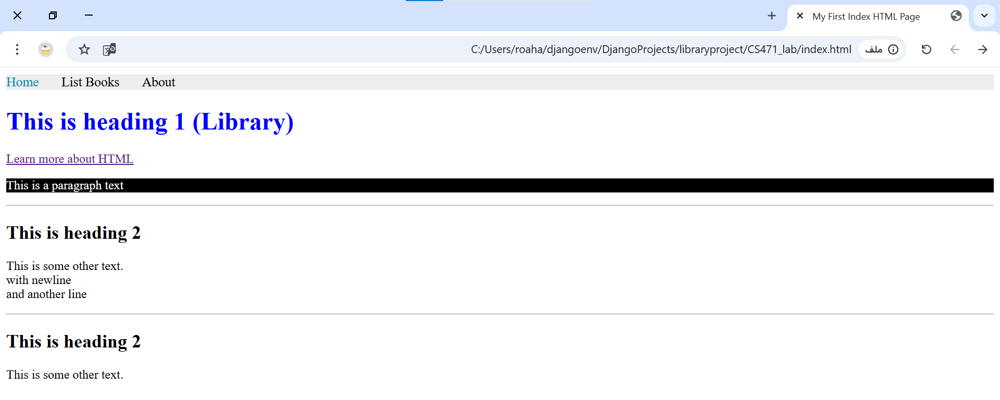 My First Index HTML Page
C:/Users/roaha/djangoenv/DjangoProjects/libraryproject/CS471_lab/index.html ملف
Home List Books About
This is heading 1 (Library)
Learn more about HTML
This is a paragraph text
This is heading 2
This is some other text.
with newline
and another line
This is heading 2
This is some other text.